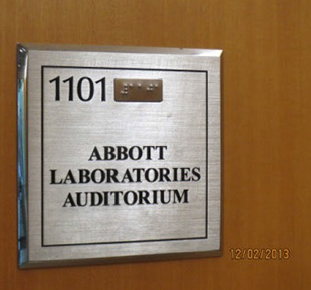 1101
ABBOTT
LABORATORIES
AUDITORIUM
12/02/2013